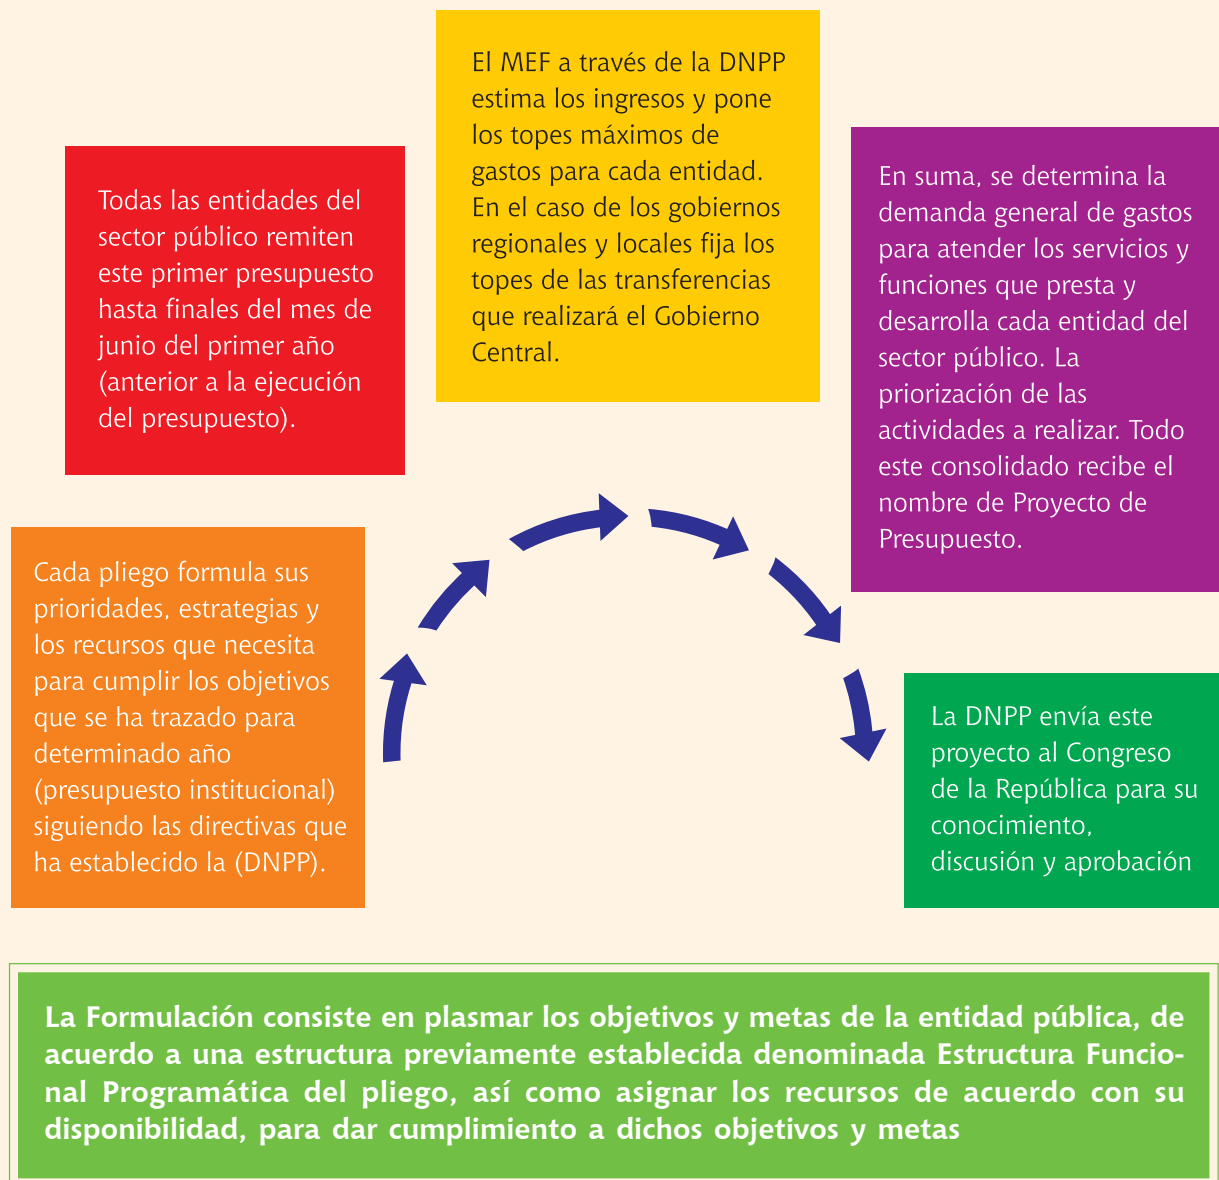 Cada pliego formula sus
prioridades, estrategias y
los recursos que necesita
para cumplir los objetivos
que se ha trazado para
determinado año
(presupuesto institucional)
siguiendo las directivas que
ha establecido la (DNPP).
Todas las entidades del
sector público remiten
este primer presupuesto
hasta finales del mes de
junio del primer año
(anterior a la ejecución
del presupuesto).
El MEF a través de la DNPP
estima los ingresos y pone
los topes máximos de
gastos para cada entidad.
En el caso de los gobiernos
regionales y locales fija los
topes de las transferencias
que realizará el Gobierno
Central.
En suma, se determina la
demanda general de gastos
para atender los servicios y
funciones que presta y
desarrolla cada entidad del
sector público. La
priorización de las
actividades a realizar. Todo
este consolidado recibe el
nombre de Proyecto de
Presupuesto.
La DNPP envía este
proyecto al Congreso
de la República para su
conocimiento,
discusión y aprobación
La Formulación consiste en plasmar los objetivos y metas de la entidad pública, de
acuerdo a una estructura previamente establecida denominada Estructura Funcio-
nal Programática del pliego, así como asignar los recursos de acuerdo con su
disponibilidad, para dar cumplimiento a dichos objetivos y metas